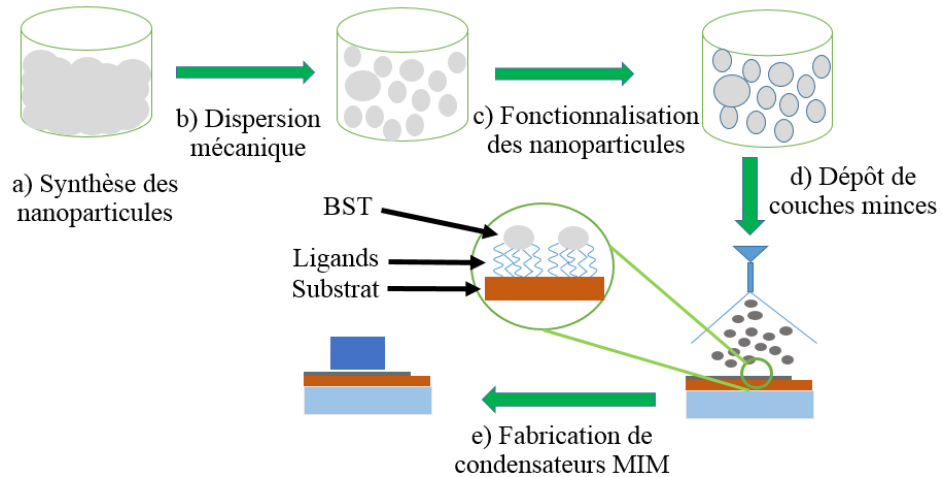 a) Synthèse des
nanoparticules
b) Dispersion
mécanique
c) Fonctionnalisation
des nanoparticules
d) Dépôt de
couches minces
BST
Ligands
Substrat
e) Fabrication de
condensateurs MIM